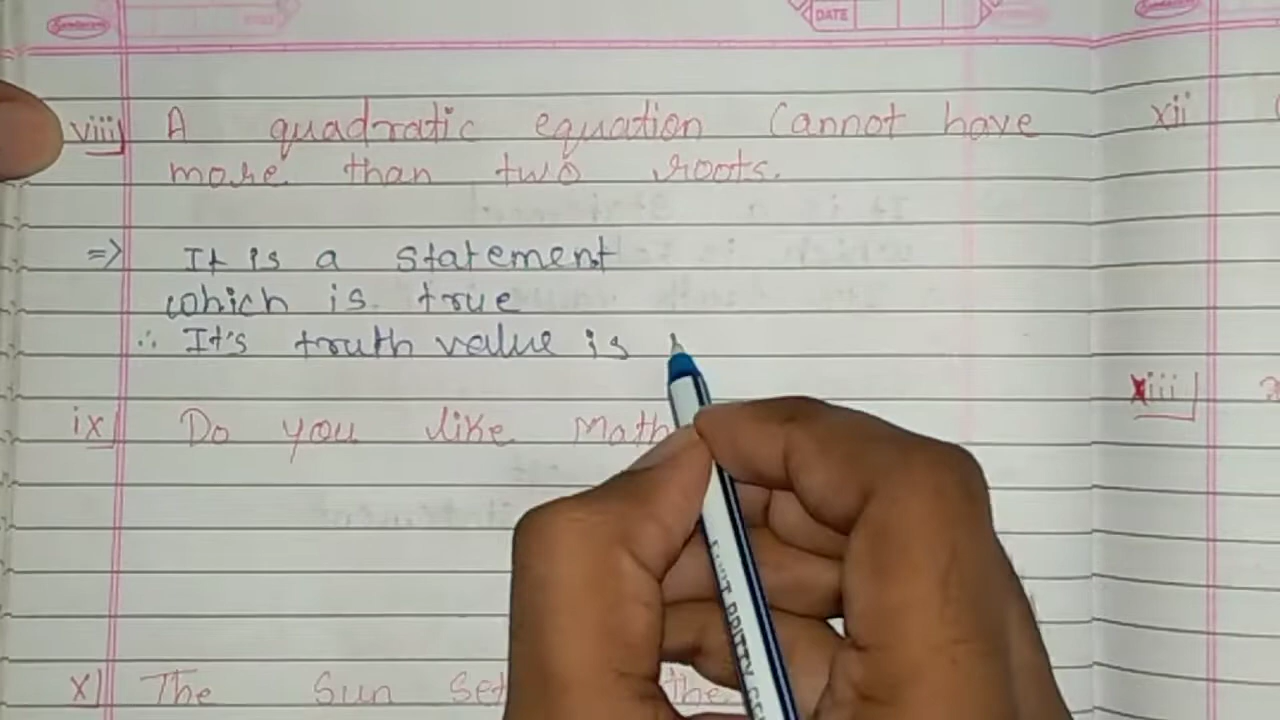 DATE
viii] A quadratic equation cannot have
more than two roots.
=> It is a statement
which is true
∴ It's truth value is
ix] Do you like Math
x] The Sun set the
xii
xiii]